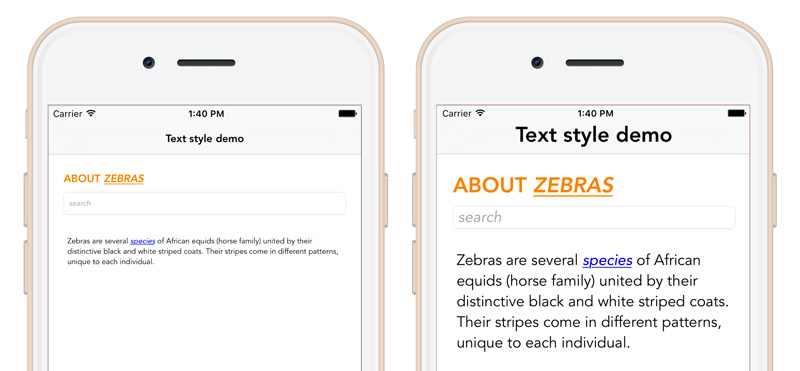 Carrier 1:40 PM
Text style demo
ABOUT ZEBRAS
search
Zebras are several species of African equids (horse family) united by their
distinctive black and white striped coats. Their stripes come in different patterns,
unique to each individual.
Carrier 1:40 PM
Text style demo
ABOUT ZEBRAS
search
Zebras are several species of African
equids (horse family) united by their
distinctive black and white striped coats.
Their stripes come in different patterns,
unique to each individual.